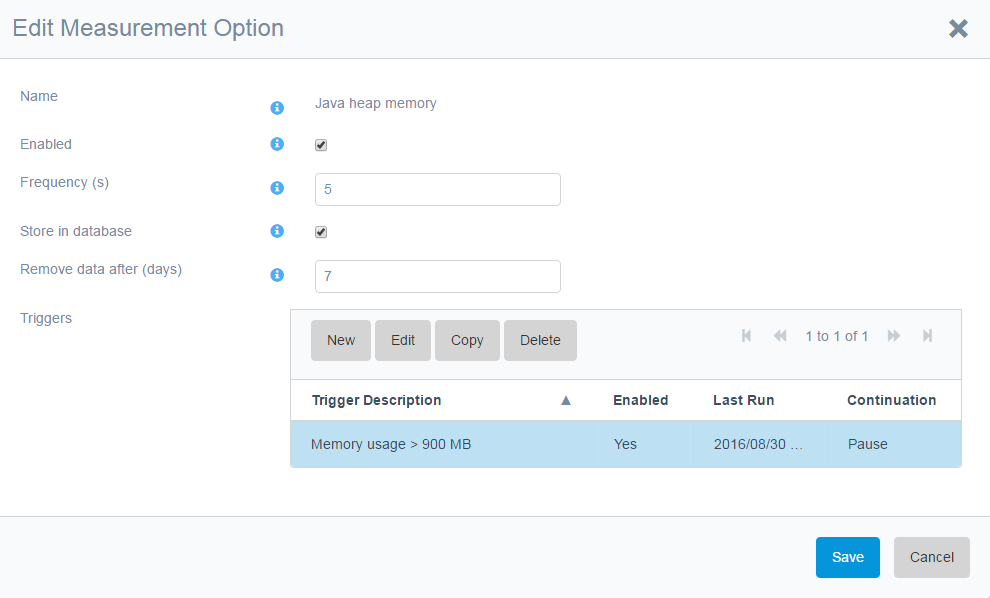 Edit Measurement Option
Name
Java heap memory
Enabled
Frequency (s)
5
Store in database
Remove data after (days)
7
Triggers
New Edit Copy Delete 1 to 1 of 1
Trigger Description Enabled Last Run Continuation
Memory usage > 900 MB Yes 2016/08/30 ... Pause
Save Cancel